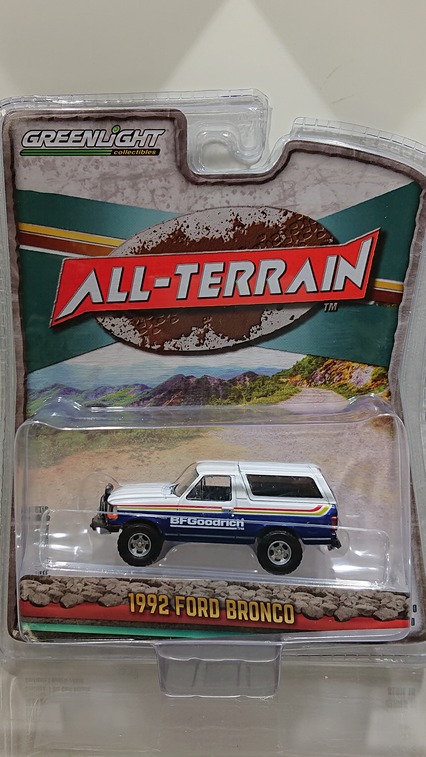 GREENLIGHT
collectibles
ALL-TERRAIN
TM
BFGoodrich
1992 FORD BRONCO